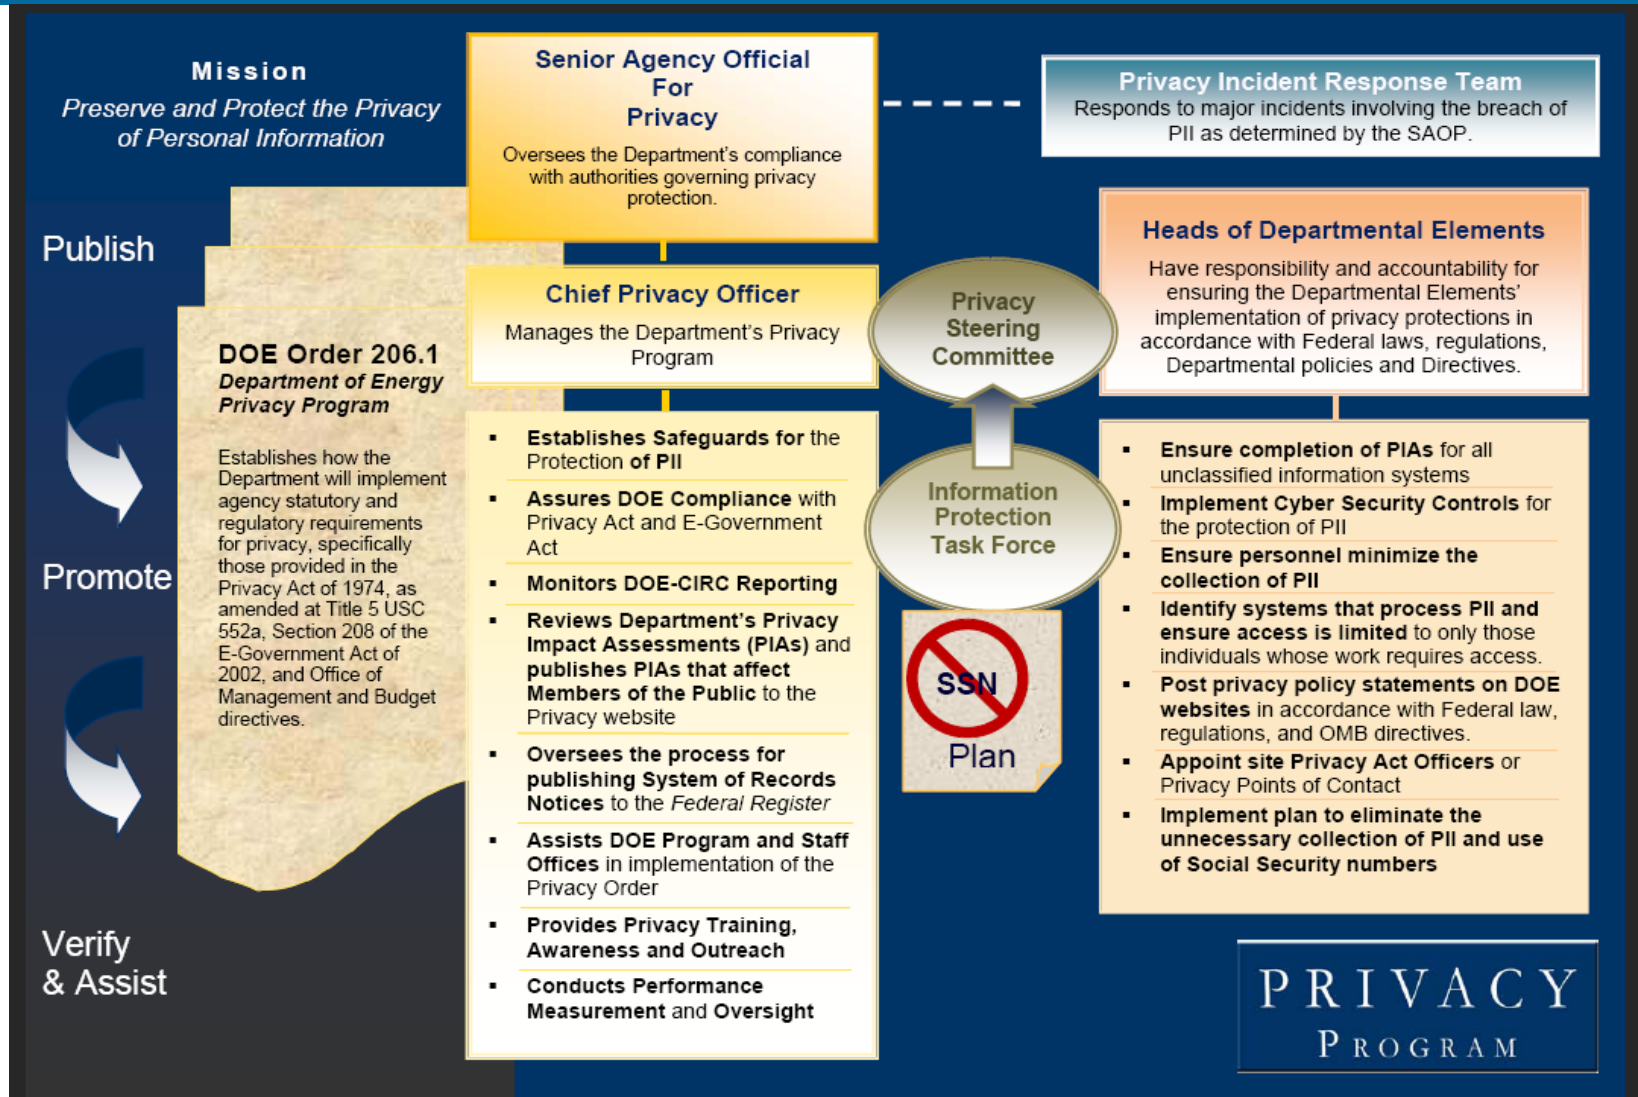 Mission
Preserve and Protect the Privacy
of Personal Information
Publish
Promote
Verify
& Assist
DOE Order 206.1
Department of Energy
Privacy Program
Establishes how the
Department will implement
agency statutory and
regulatory requirements
for privacy, specifically
those provided in the
Privacy Act of 1974, as
amended at Title 5 USC
552a, Section 208 of the
E-Government Act of
2002, and Office of
Management and Budget
directives.
Senior Agency Official
For
Privacy
Oversees the Department's compliance
with authorities governing privacy
protection.
Chief Privacy Officer
Manages the Department's Privacy
Program
▪ Establishes Safeguards for the
Protection of PII
▪ Assures DOE Compliance with
Privacy Act and E-Government
Act
▪ Monitors DOE-CIRC Reporting
▪ Reviews Department's Privacy
Impact Assessments (PIAs) and
publishes PIAs that affect
Members of the Public to the
Privacy website
▪ Oversees the process for
publishing System of Records
Notices to the Federal Register
▪ Assists DOE Program and Staff
Offices in implementation of the
Privacy Order
▪ Provides Privacy Training,
Awareness and Outreach
▪ Conducts Performance
Measurement and Oversight
Privacy
Steering
Committee
Information
Protection
Task Force
SSN
Plan
Privacy Incident Response Team
Responds to major incidents involving the breach of
PII as determined by the SAOP.
Heads of Departmental Elements
Have responsibility and accountability for
ensuring the Departmental Elements'
implementation of privacy protections in
accordance with Federal laws, regulations,
Departmental policies and Directives.
▪ Ensure completion of PIAs for all
unclassified information systems
▪ Implement Cyber Security Controls for
the protection of PII
▪ Ensure personnel minimize the
collection of PII
▪ Identify systems that process PII and
ensure access is limited to only those
individuals whose work requires access.
▪ Post privacy policy statements on DOE
websites in accordance with Federal law,
regulations, and OMB directives.
▪ Appoint site Privacy Act Officers or
Privacy Points of Contact
▪ Implement plan to eliminate the
unnecessary collection of PII and use
of Social Security numbers
PRIVACY
PROGRAM